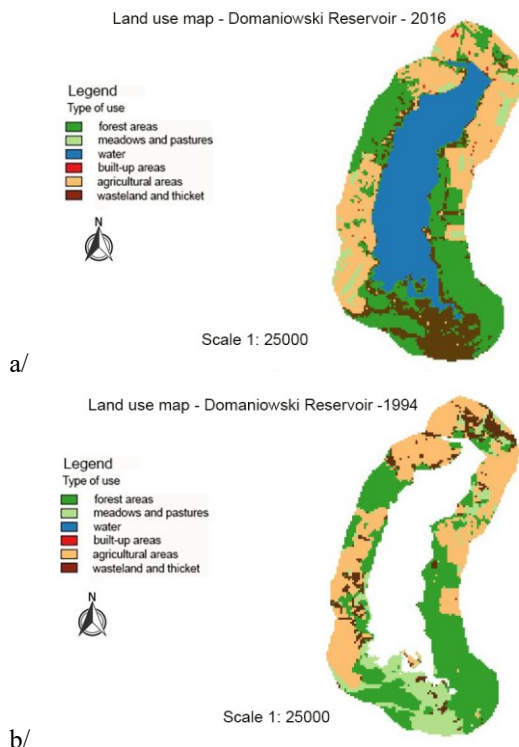 Land use map - Domaniowski Reservoir - 2016
Legend
Type of use
forest areas
meadows and pastures
water
built-up areas
agricultural areas
wasteland and thicket
N
Scale 1: 25000
a/
Land use map - Domaniowski Reservoir -1994
Legend
Type of use
forest areas
meadows and pastures
water
built-up areas
agricultural areas
wasteland and thicket
N
Scale 1: 25000
b/